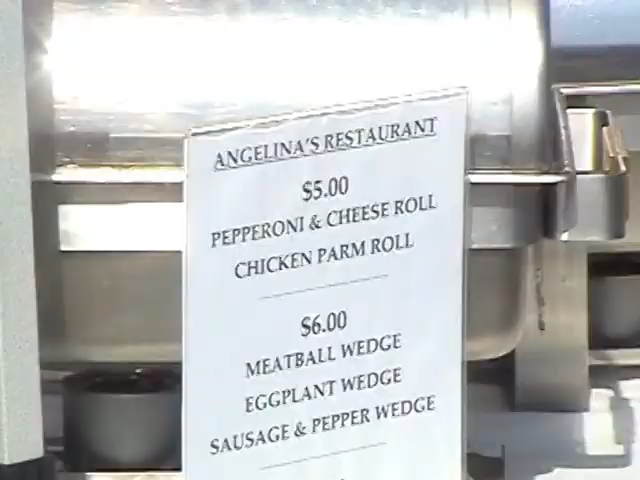 ANGELINA'S RESTAURANT
$5.00
PEPPERONI & CHEESE ROLL
CHICKEN PARM ROLL
$6.00
MEATBALL WEDGE
EGGPLANT WEDGE
SAUSAGE & PEPPER WEDGE